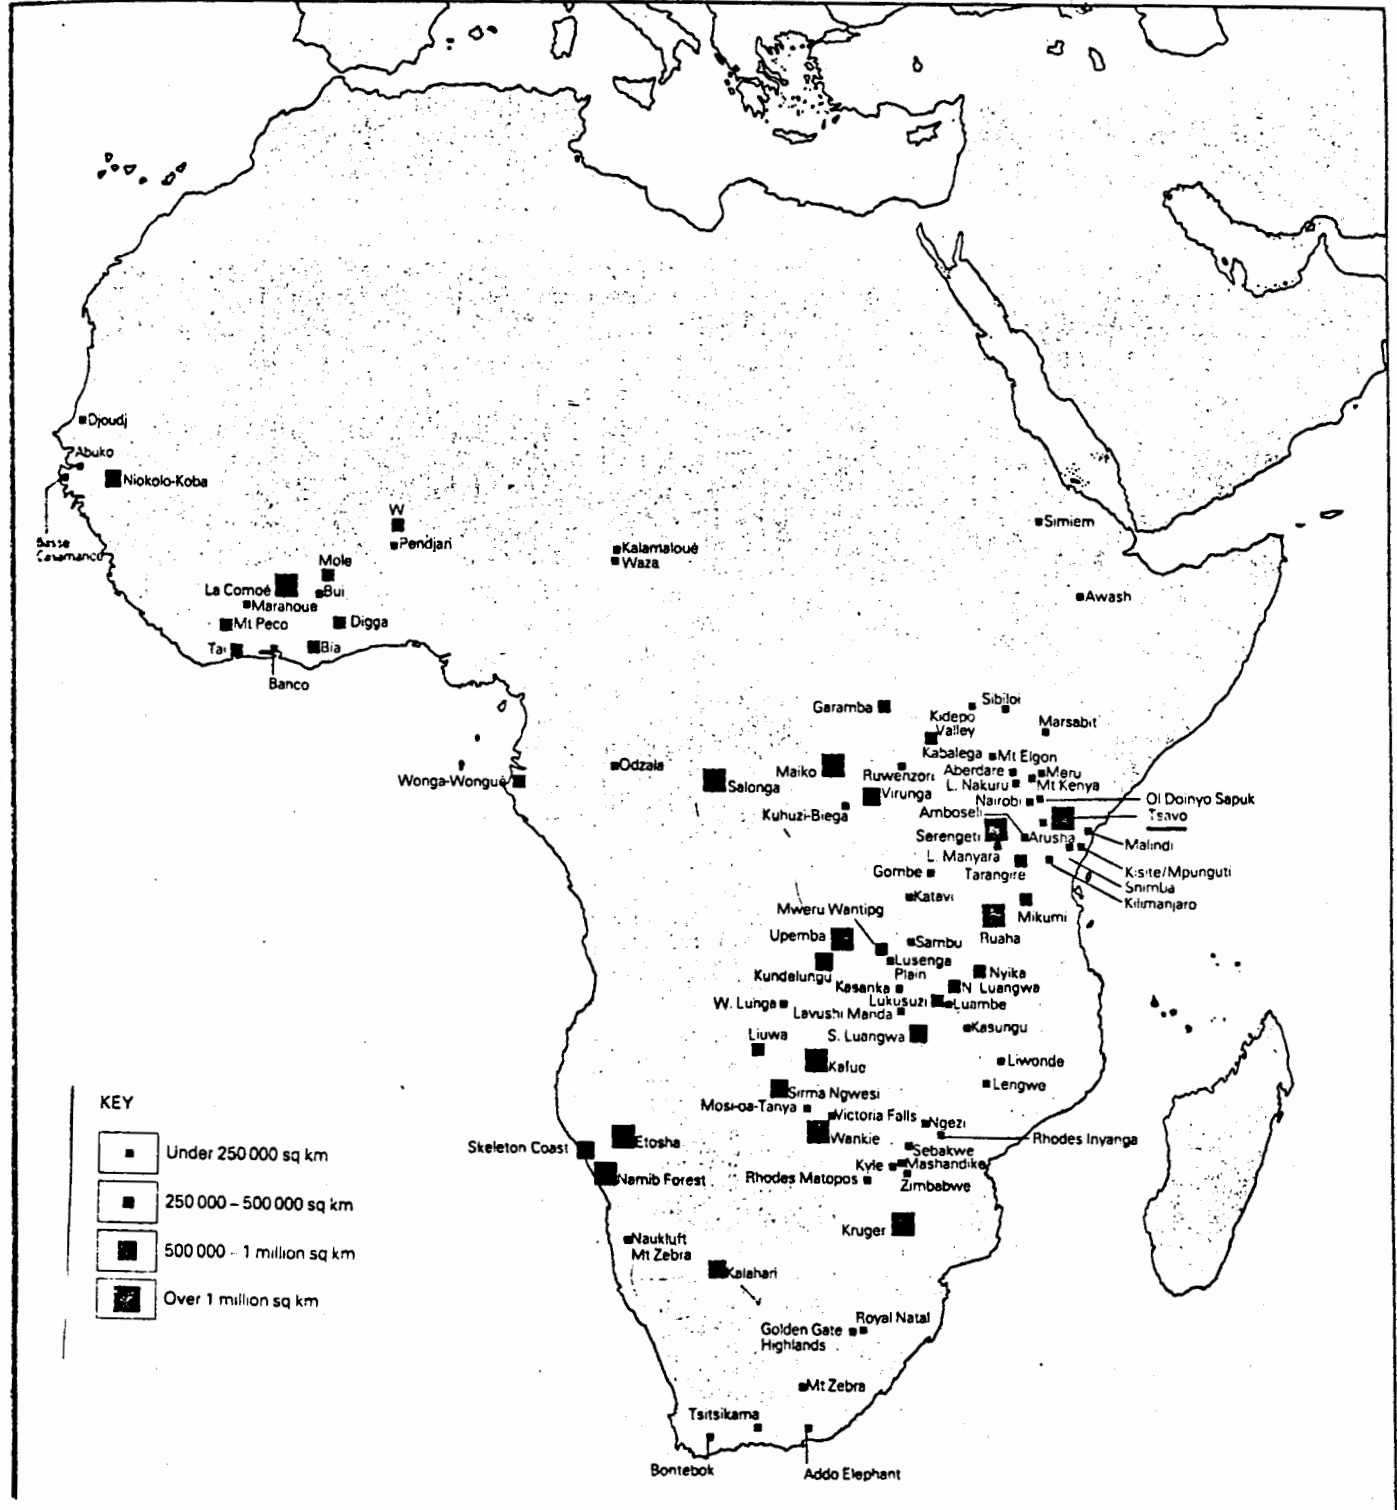 Djoudj
Abuko
Niokolo-Koba
Basse
Casamance
W
Pendjari
Kalamaloué
Waza
Mole
La Comoé
Bui
Marahoue
Mt Peco
Digga
Tai
Bia
Banco
Simiem
Awash
Garamba
Sibiloi
Kidepo
Valley
Marsabit
Kabalega
Mt Elgon
Odzala
Maiko
Ruwenzori
Aberdare
Meru
Wonga-Wongué
Salonga
Virunga
L. Nakuru
Mt Kenya
Nairobi
Ol Doinyo Sapuk
Kuhuzi-Biega
Amboseli
Tsavo
Serengeti
Arusha
Malindi
L. Manyara
Kisite/Mpunguti
Gombe
Tarangire
Shimba
Katavi
Kilimanjaro
Mweru Wantipg
Mikumi
Upemba
Sambu
Ruaha
Lusenga
Plain
Kundelungu
Nyika
Kasanka
N. Luangwa
W. Lunga
Lukusuzi
Luambe
Lavushi Manda
Liuwa
S. Luangwa
Kasungu
Kafue
Liwonde
Sirma Ngwesi
Lengwe
Mosi-oa-Tanya
Victoria Falls
Ngezi
Etosha
Wankie
Rhodes Inyanga
Skeleton Coast
Sebakwe
Kyle
Mashandike
Namib Forest
Rhodes Matopos
Zimbabwe
Kruger
Naukluft
Mt Zebra
Kalahari
Royal Natal
Golden Gate
Highlands
Mt Zebra
Tsitsikama
Bontebok
Addo Elephant
KEY
Under 250 000 sq km
250 000 – 500 000 sq km
500 000 - 1 million sq km
Over 1 million sq km